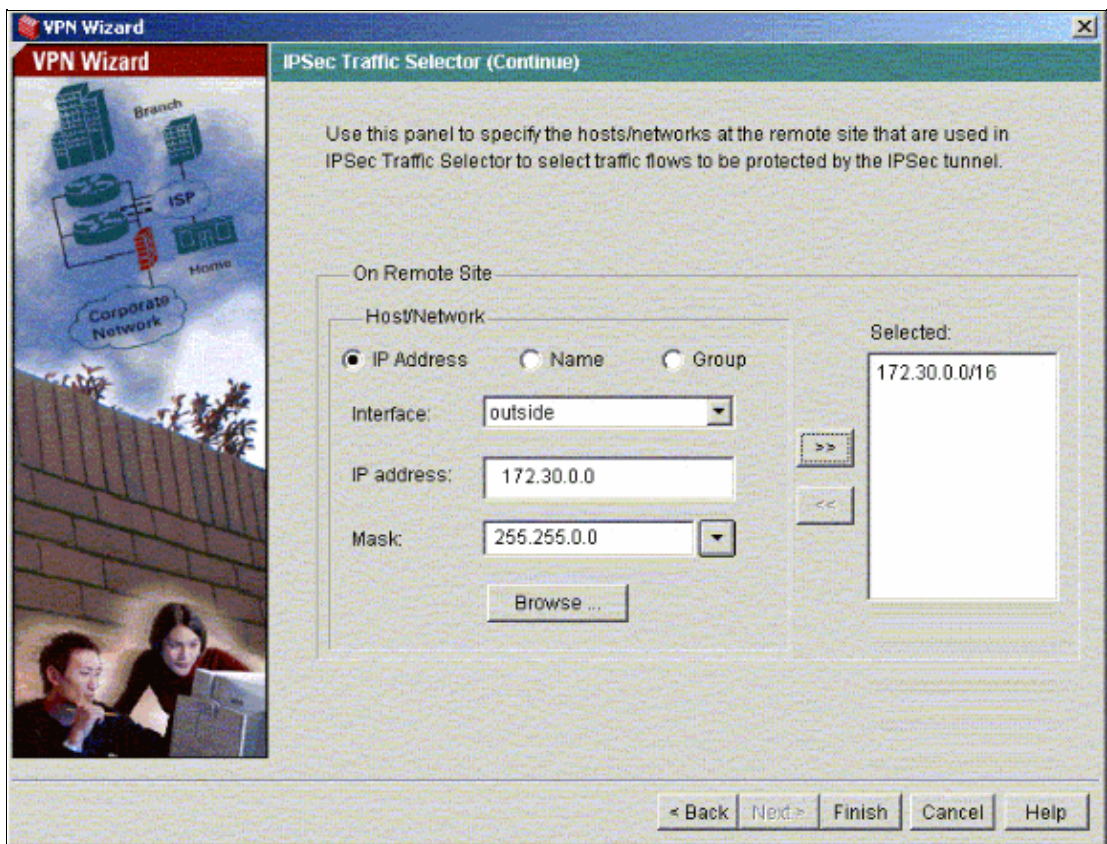 VPN Wizard
VPN Wizard
IPSec Traffic Selector (Continue)
Branch
ISP
Home
Corporate
Network
Use this panel to specify the hosts/networks at the remote site that are used in
IPSec Traffic Selector to select traffic flows to be protected by the IPSec tunnel.
On Remote Site
Host/Network
IP Address Name Group
Interface: outside
IP address: 172.30.0.0
Mask: 255.255.0.0
Browse ...
>>
<<
Selected:
172.30.0.0/16
< Back Next > Finish Cancel Help